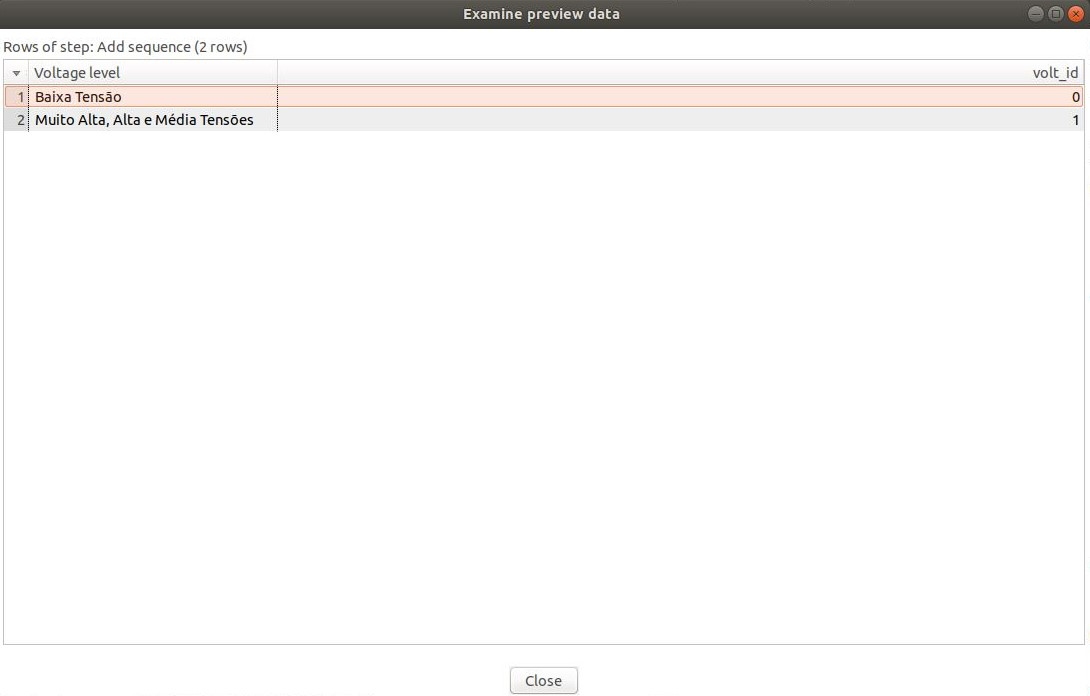 Examine preview data
Rows of step: Add sequence (2 rows)
Voltage level volt_id
1 Baixa Tensão 0
2 Muito Alta, Alta e Média Tensões 1
Close